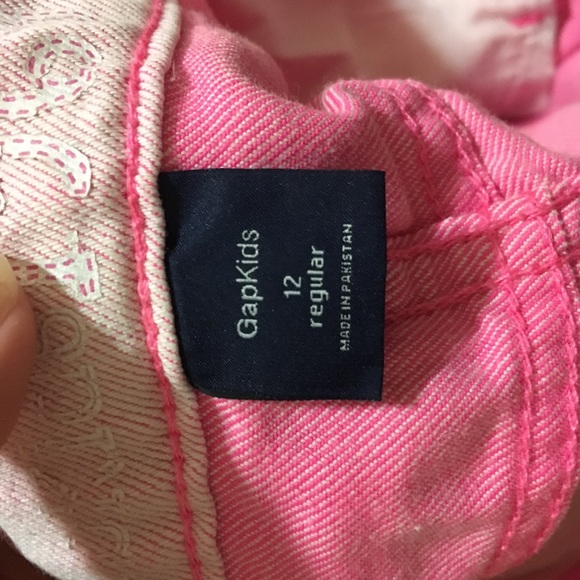 GapKids
12
regular
MADE IN PAKISTAN